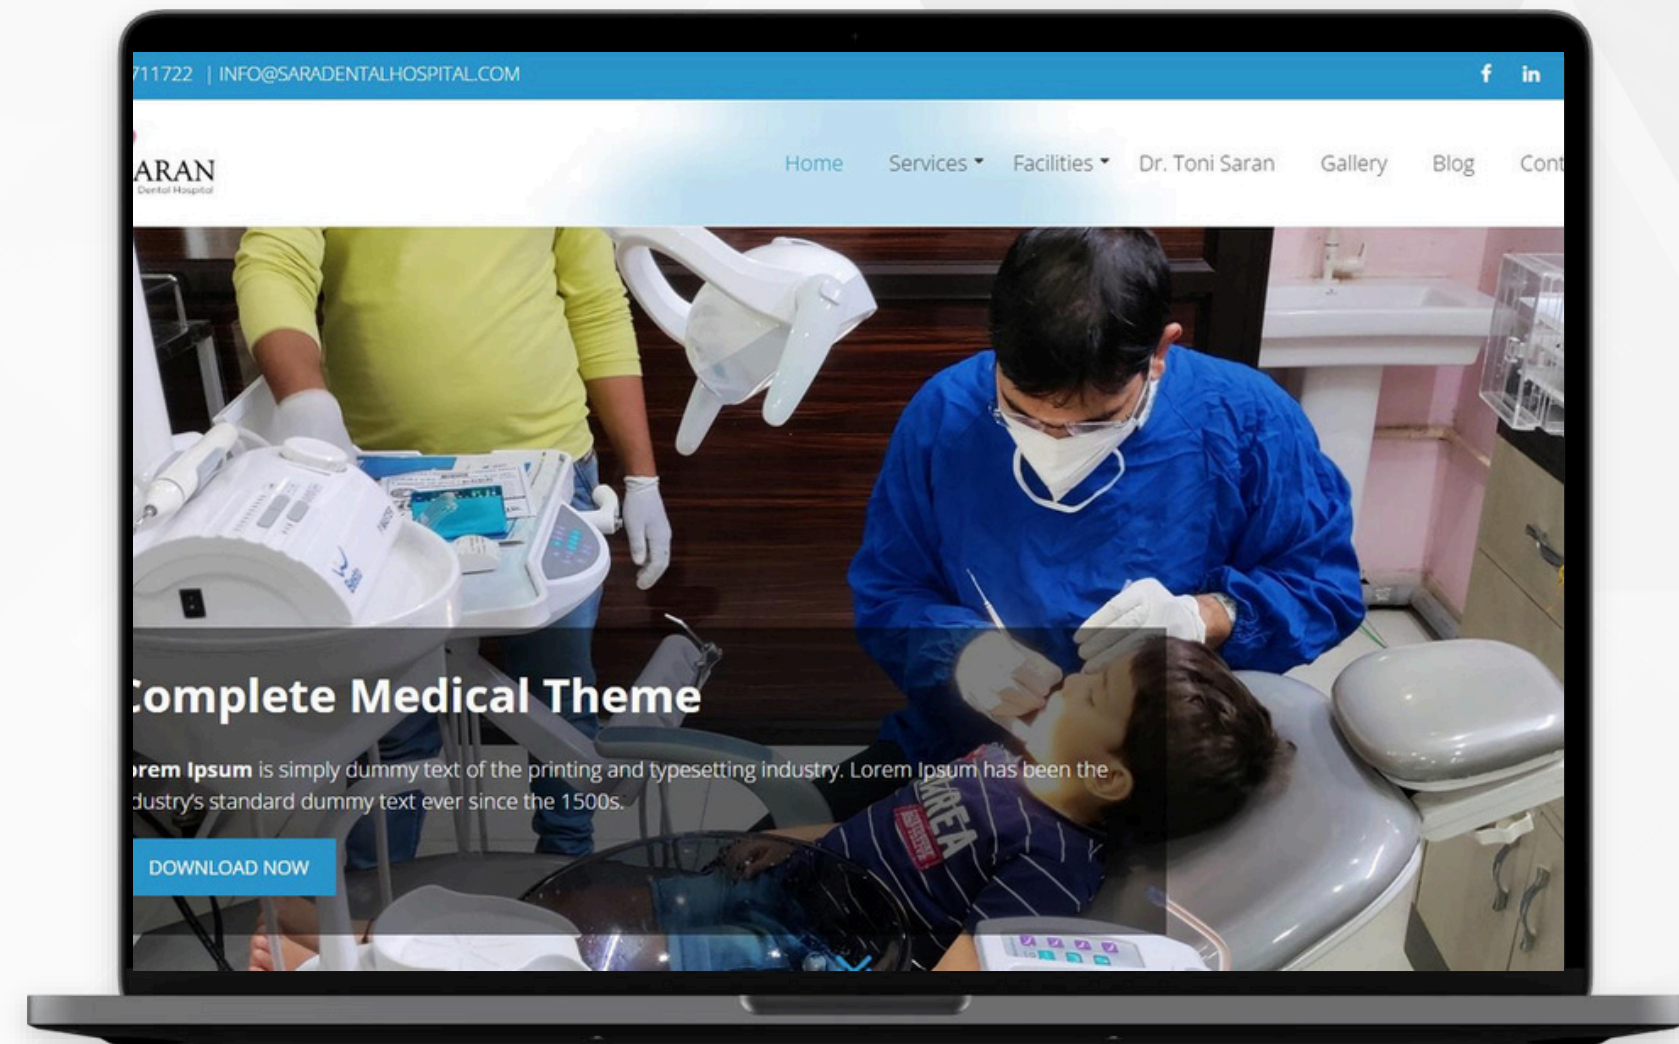 711722 | INFO@SARADENTALHOSPITAL.COM
f in
ARAN
Dental Hospital
Home Services Facilities Dr. Toni Saran Gallery Blog Cont
Complete Medical Theme
orem Ipsum is simply dummy text of the printing and typesetting industry. Lorem Ipsum has been the
dustry's standard dummy text ever since the 1500s.
DOWNLOAD NOW